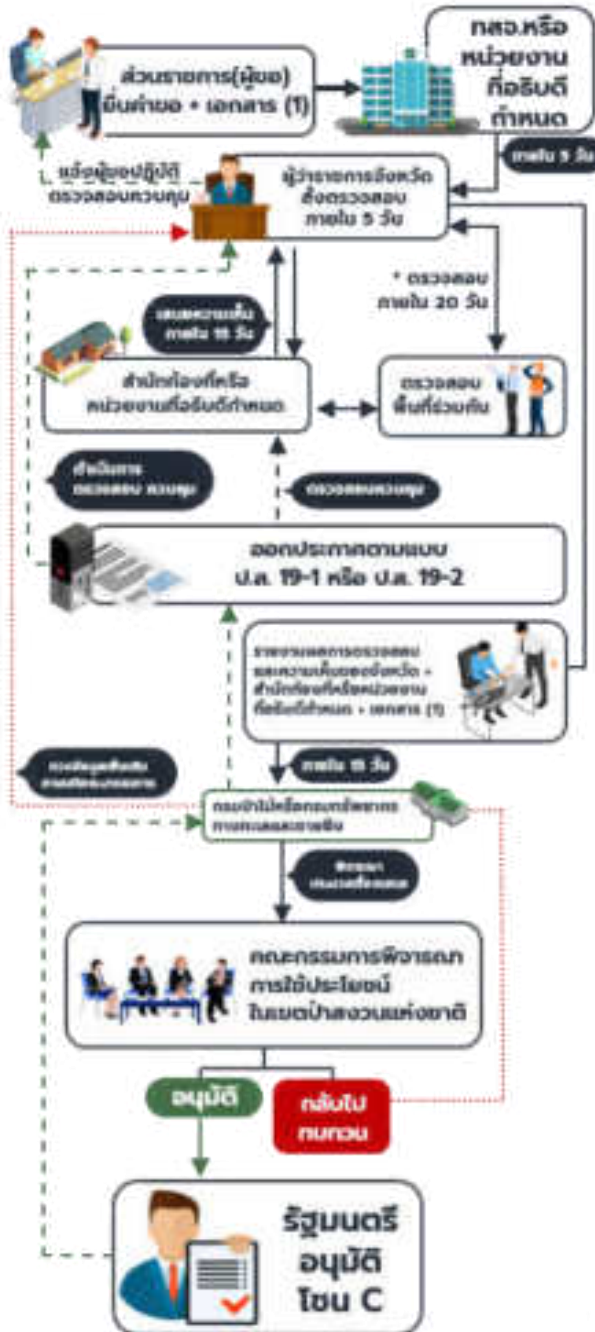 ส่วนราชการ(ผู้ขอ)
ยื่นคำขอ + เอกสาร (1)
ทสจ.หรือ
หน่วยงาน
ที่อธิบดี
กำหนด
ภายใน 5 วัน
แจ้งผู้ขอปฏิบัติ
ตรวจสอบควบคุม
ผู้ว่าราชการจังหวัด
สั่งตรวจสอบ
ภายใน 5 วัน
* ตรวจสอบ
ภายใน 20 วัน
เสนอความเห็น
ภายใน 15 วัน
สำนักท้องที่หรือ
หน่วยงานที่อธิบดีกำหนด
ตรวจสอบ
พื้นที่ร่วมกัน
ดำเนินการ
ตรวจสอบ ควบคุม
ตรวจสอบควบคุม
ออกประกาศตามแบบ
ป.ส. 19-1 หรือ ป.ส. 19-2
รายงานผลการตรวจสอบ
และความเห็นของจังหวัด +
สำนักท้องที่หรือหน่วยงาน
ที่อธิบดีกำหนด + เอกสาร (1)
ภายใน 15 วัน
กรมป่าไม้หรือกรมทรัพยากร
ทางทะเลและชายฝั่ง
คณะกรรมการพิจารณา
การใช้ประโยชน์
ในเขตป่าสงวนแห่งชาติ
อนุมัติ
กลับไป
ทบทวน
รัฐมนตรี
อนุมัติ
โซน C